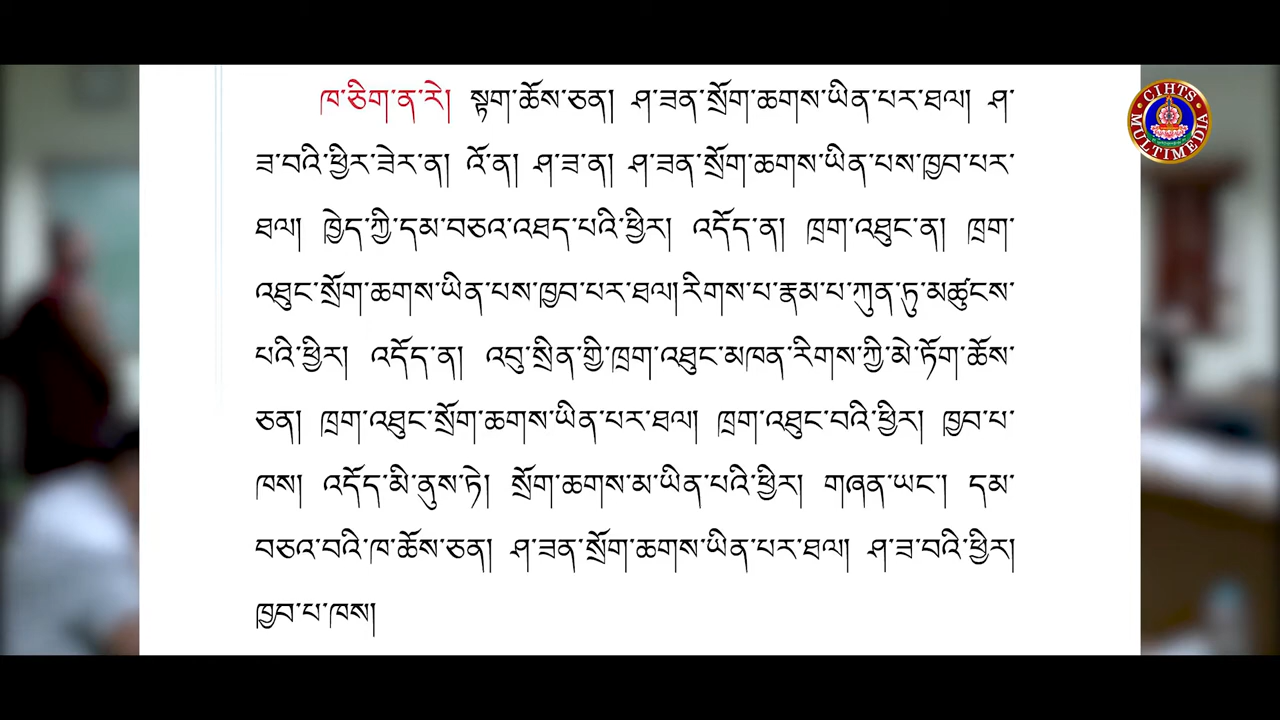 ཁ་ཅིག་ན་རེ། སྟག་ཆོས་ཅན། ཤ་ཟན་སྲོག་ཆགས་ཡིན་པར་ཐལ། ཤ་
ཟ་བའི་ཕྱིར་ཟེར་ན། འོ་ན། ཤ་ཟ་ན། ཤ་ཟན་སྲོག་ཆགས་ཡིན་པས་ཁྱབ་པར་
ཐལ། ཁྱེད་ཀྱི་དམ་བཅའ་འཐད་པའི་ཕྱིར། འདོད་ན། ཁྲག་འཐུང་ན། ཁྲག་
འཐུང་སྲོག་ཆགས་ཡིན་པས་ཁྱབ་པར་ཐལ། རིགས་པ་རྣམ་པ་ཀུན་ཏུ་མཚུངས་
པའི་ཕྱིར། འདོད་ན། འབུ་སྲིན་གྱི་ཁྲག་འཐུང་མཁན་རིགས་ཀྱི་མེ་ཏོག་ཆོས་
ཅན། ཁྲག་འཐུང་སྲོག་ཆགས་ཡིན་པར་ཐལ། ཁྲག་འཐུང་བའི་ཕྱིར། ཁྱབ་པ་
ཁས། འདོད་མི་ནུས་ཏེ། སྲོག་ཆགས་མ་ཡིན་པའི་ཕྱིར། གཞན་ཡང་། དམ་
བཅའ་བའི་ཁ་ཆོས་ཅན། ཤ་ཟན་སྲོག་ཆགས་ཡིན་པར་ཐལ། ཤ་ཟ་བའི་ཕྱིར།
ཁྱབ་པ་ཁས།
CIHTS
MULTIMEDIA